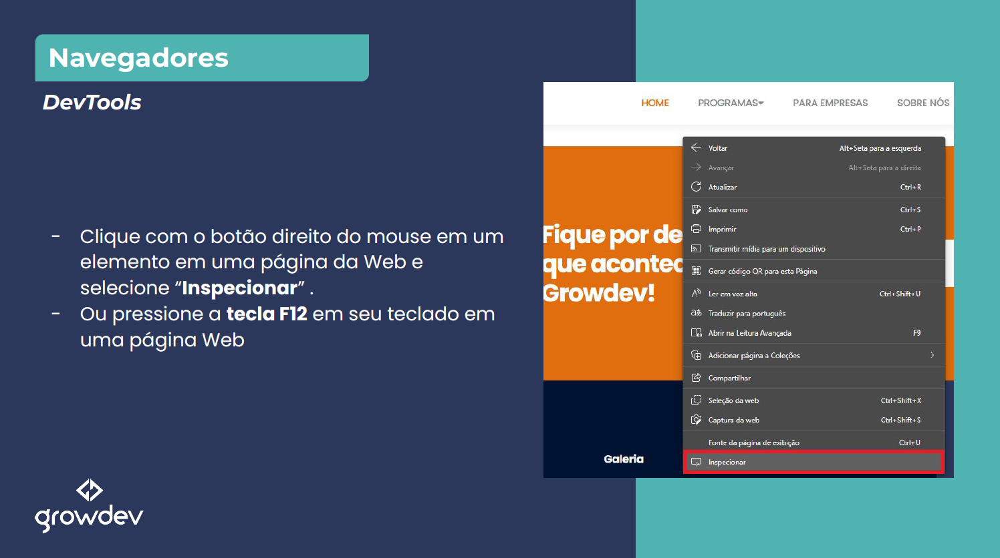 Navegadores
DevTools
- Clique com o botão direito do mouse em um
elemento em uma página da Web e
selecione “Inspecionar” .
- Ou pressione a tecla F12 em seu teclado em
uma página Web
growdev
HOME PROGRAMAS PARA EMPRESAS SOBRE NÓS
Fique por de
que acontec
Growdev!
Galeria
Voltar Alt+Seta para a esquerda
Avançar Alt+Seta para a direita
Atualizar Ctrl+R
Salvar como Ctrl+S
Imprimir Ctrl+P
Transmitir mídia para um dispositivo
Gerar código QR para esta Página
Ler em voz alta Ctrl+Shift+U
Traduzir para português
Abrir na Leitura Avançada F9
Adicionar página a Coleções
Compartilhar
Seleção da web Ctrl+Shift+X
Captura da web Ctrl+Shift+S
Fonte da página de exibição Ctrl+U
Inspecionar